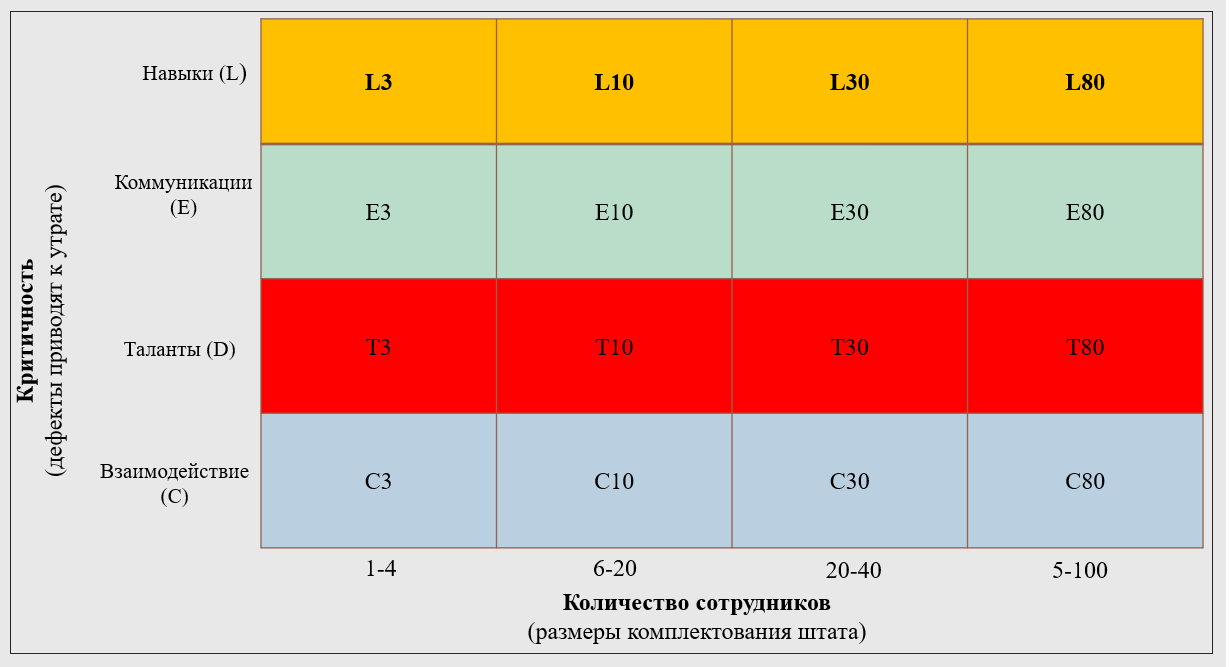 Критичность
(дефекты приводят к утрате)
Навыки (L)
L3 L10 L30 L80
Коммуникации
(E)
E3 E10 E30 E80
Таланты (D)
T3 T10 T30 T80
Взаимодействие
(C)
C3 C10 C30 C80
1-4 6-20 20-40 5-100
Количество сотрудников
(размеры комплектования штата)